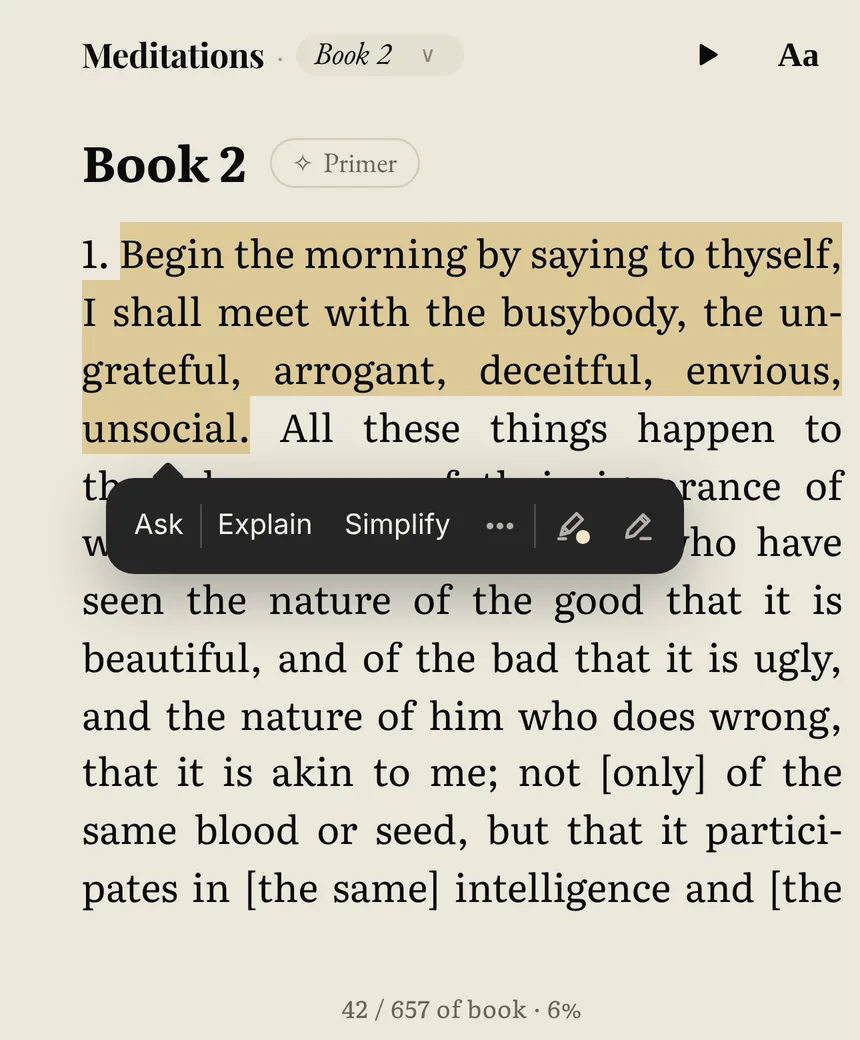 Meditations · Book 2 ∨
Aa
Book 2 ✧ Primer
1. Begin the morning by saying to thyself,
I shall meet with the busybody, the un-
grateful, arrogant, deceitful, envious,
unsocial. All these things happen to
of
Ask Explain Simplify •••
who have
seen the nature of the good that it is
beautiful, and of the bad that it is ugly,
and the nature of him who does wrong,
that it is akin to me; not [only] of the
same blood or seed, but that it partici-
pates in [the same] intelligence and [the
42 / 657 of book · 6%